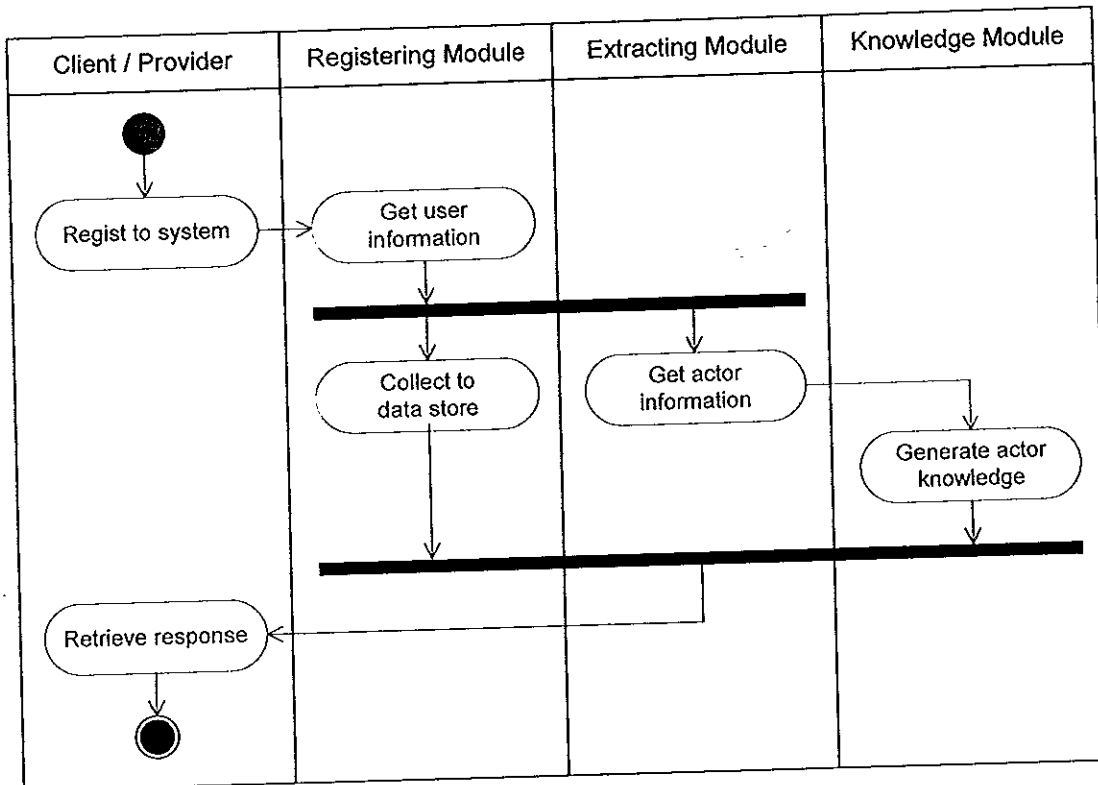 Client / Provider
Registering Module
Extracting Module
Knowledge Module
Regist to system
Get user
information
Collect to
data store
Get actor
information
Generate actor
knowledge
Retrieve response